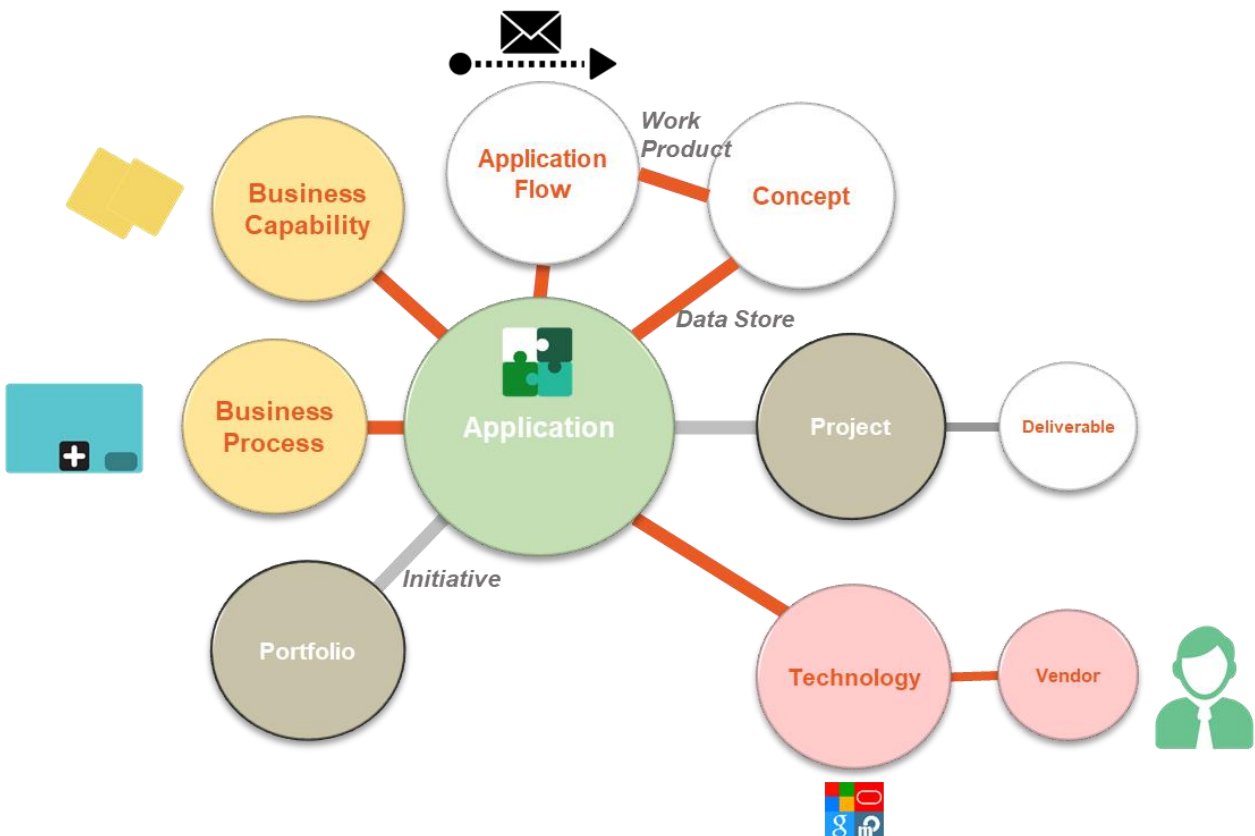 Work
Product
Application
Flow
Concept
Business
Capability
Data Store
Business
Process
Application
Project
Deliverable
Initiative
Portfolio
Technology
Vendor
g